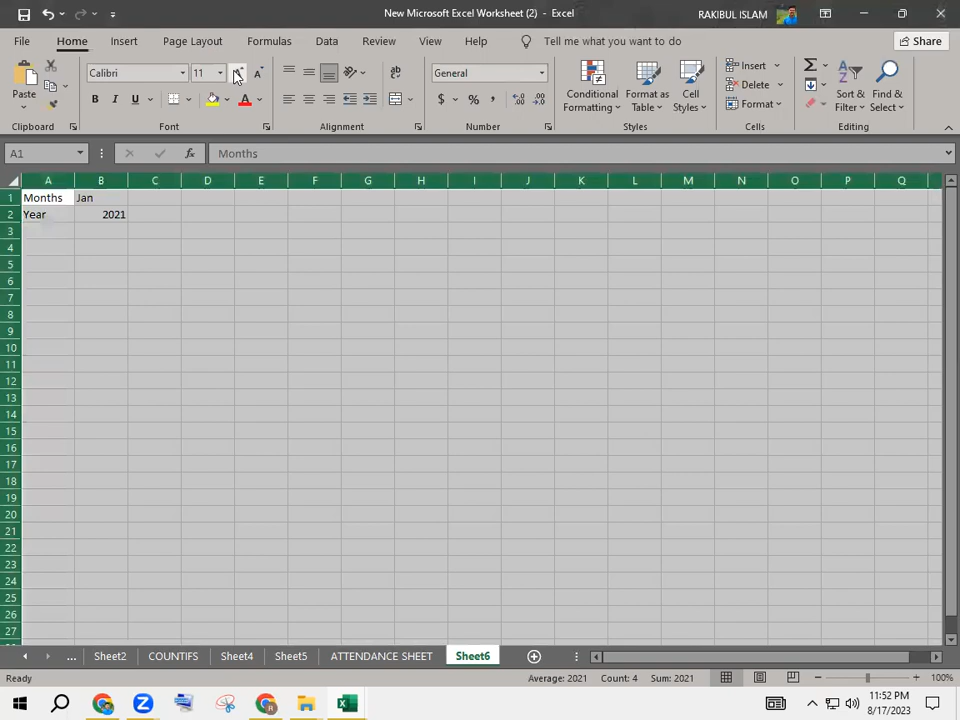 New Microsoft Excel Worksheet (2) - Excel
RAKIBUL ISLAM
File Home Insert Page Layout Formulas Data Review View Help Tell me what you want to do Share
Paste
Calibri 11
B I U
ab
General
$ % ,
Conditional Formatting
Format as Table
Cell Styles
Insert
Delete
Format
Sort & Filter
Find & Select
Clipboard Font Alignment Number Styles Cells Editing
A1 fx Months
A B C D E F G H I J K L M N O P Q
1 Months Jan
2 Year 2021
3
4
5
6
7
8
9
10
11
12
13
14
15
16
17
18
19
20
21
22
23
24
25
26
27
... Sheet2 COUNTIFS Sheet4 Sheet5 ATTENDANCE SHEET Sheet6
Ready Average: 2021 Count: 4 Sum: 2021 100%
11:52 PM
8/17/2023